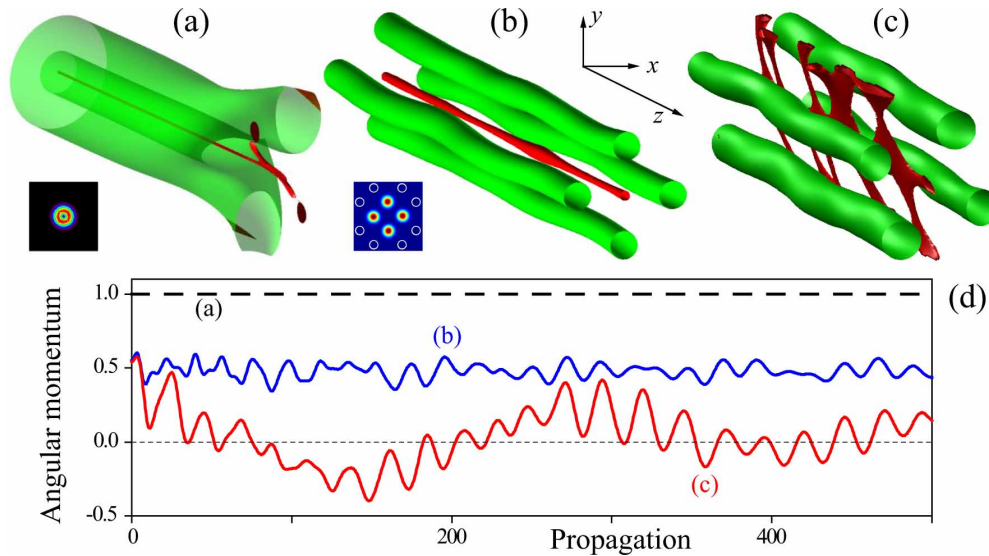 (a)
(b)
(c)
y
x
z
(d)
1.0
(a)
(b)
0.5
0.0
(c)
-0.5
Angular momentum
0
200
400
Propagation